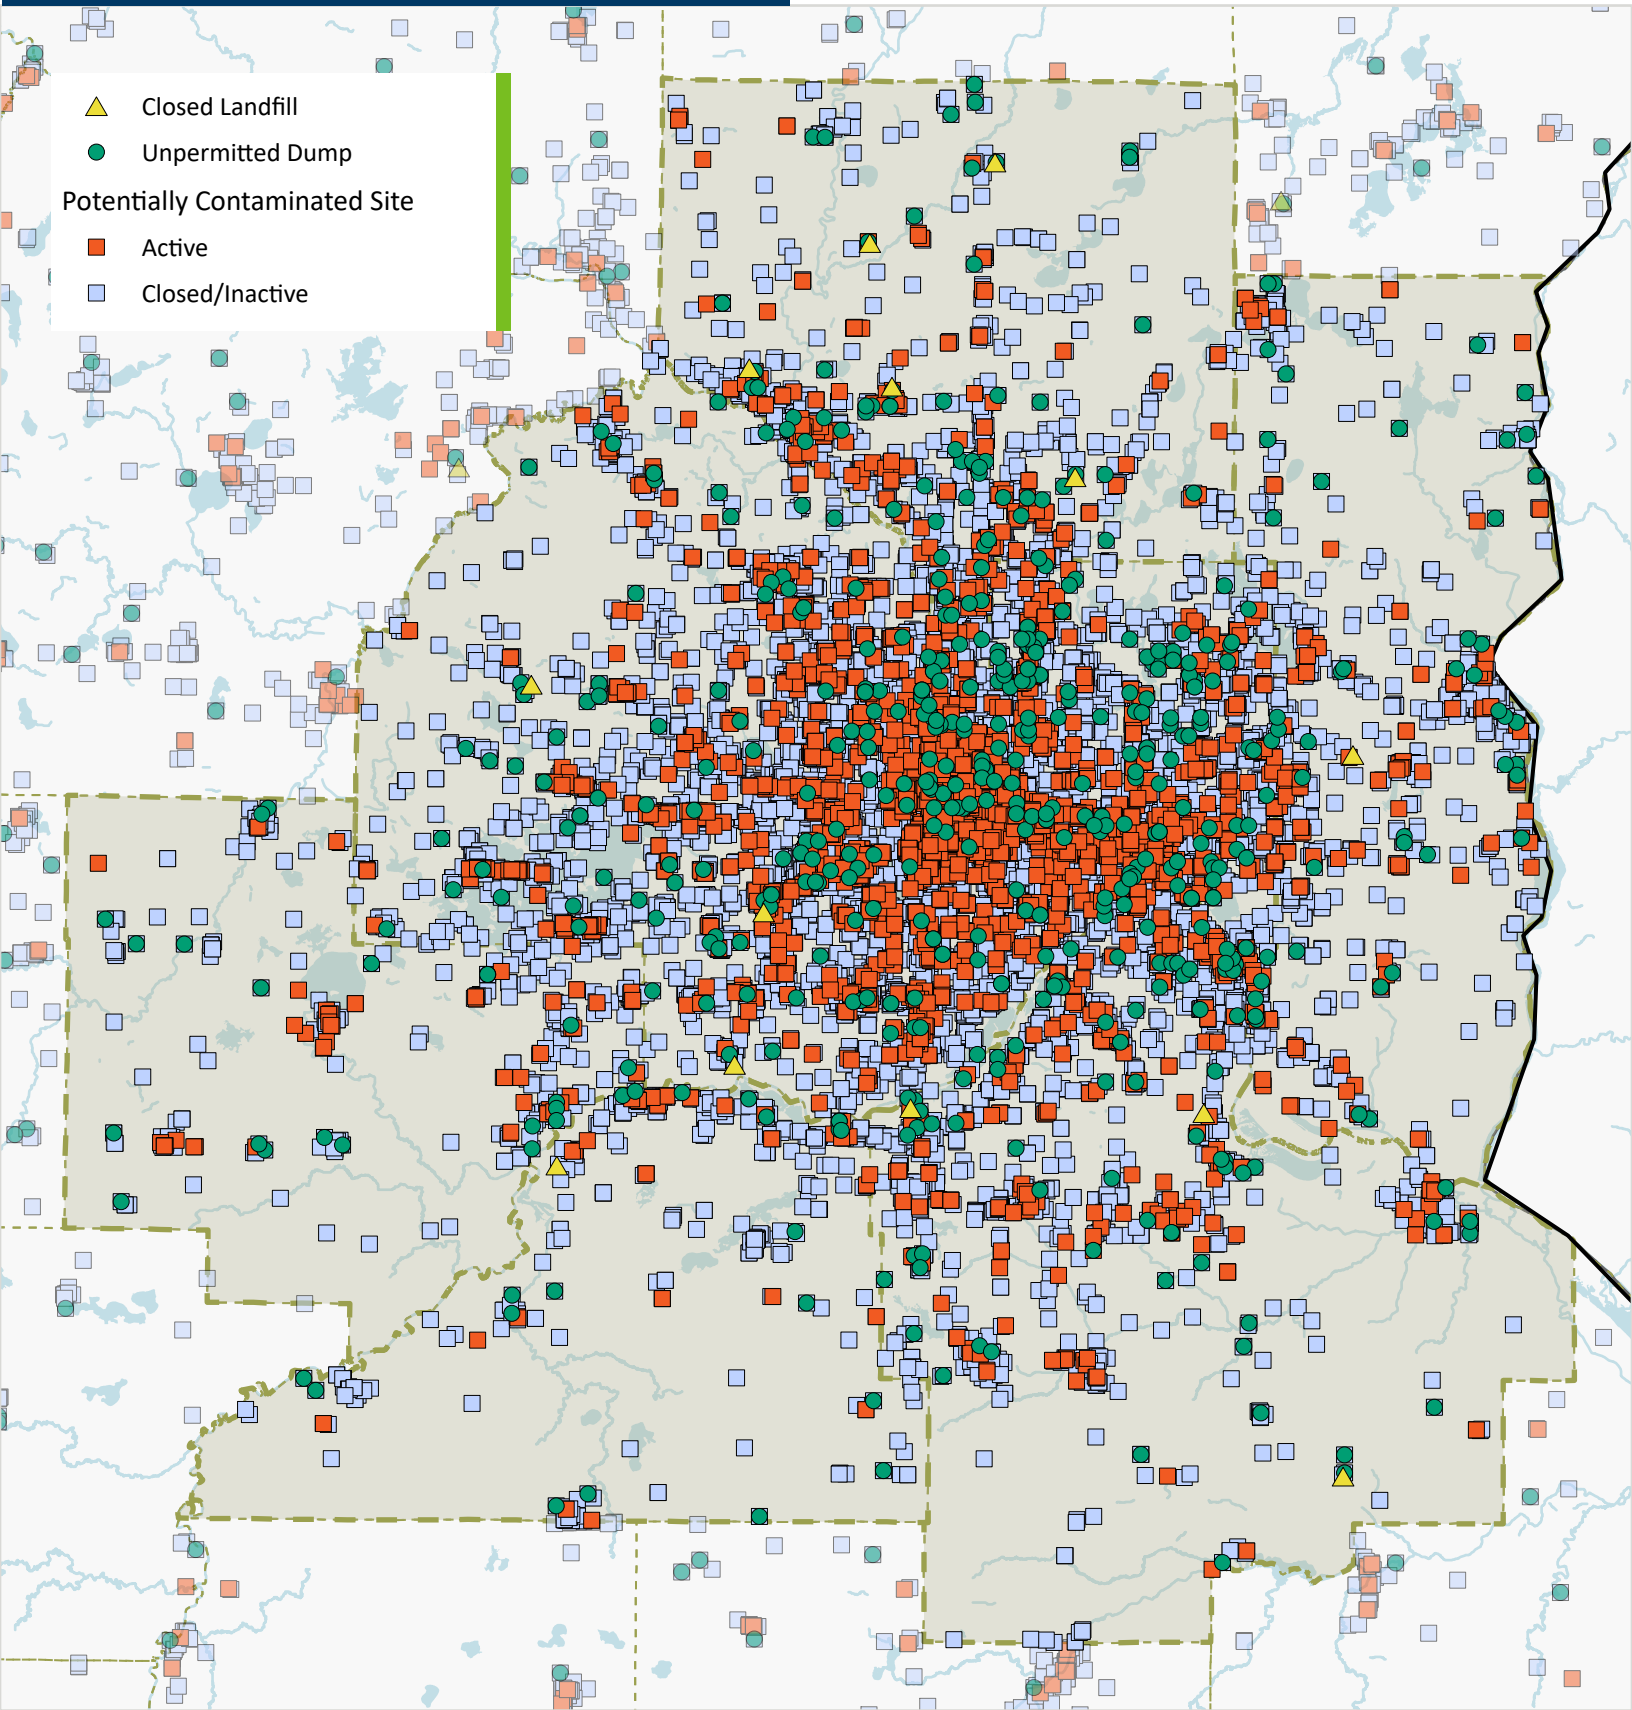 Closed Landfill
Unpermitted Dump
Potentially Contaminated Site
Active
Closed/Inactive